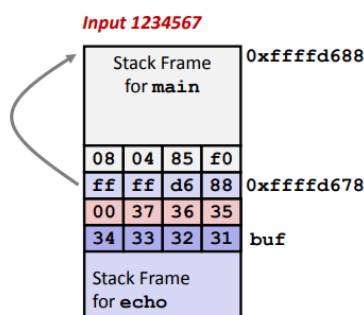 Input 1234567
Stack Frame
for main
0xffffd688
08 04 85 f0
ff ff d6 88 0xffffd678
00 37 36 35
34 33 32 31 buf
Stack Frame
for echo